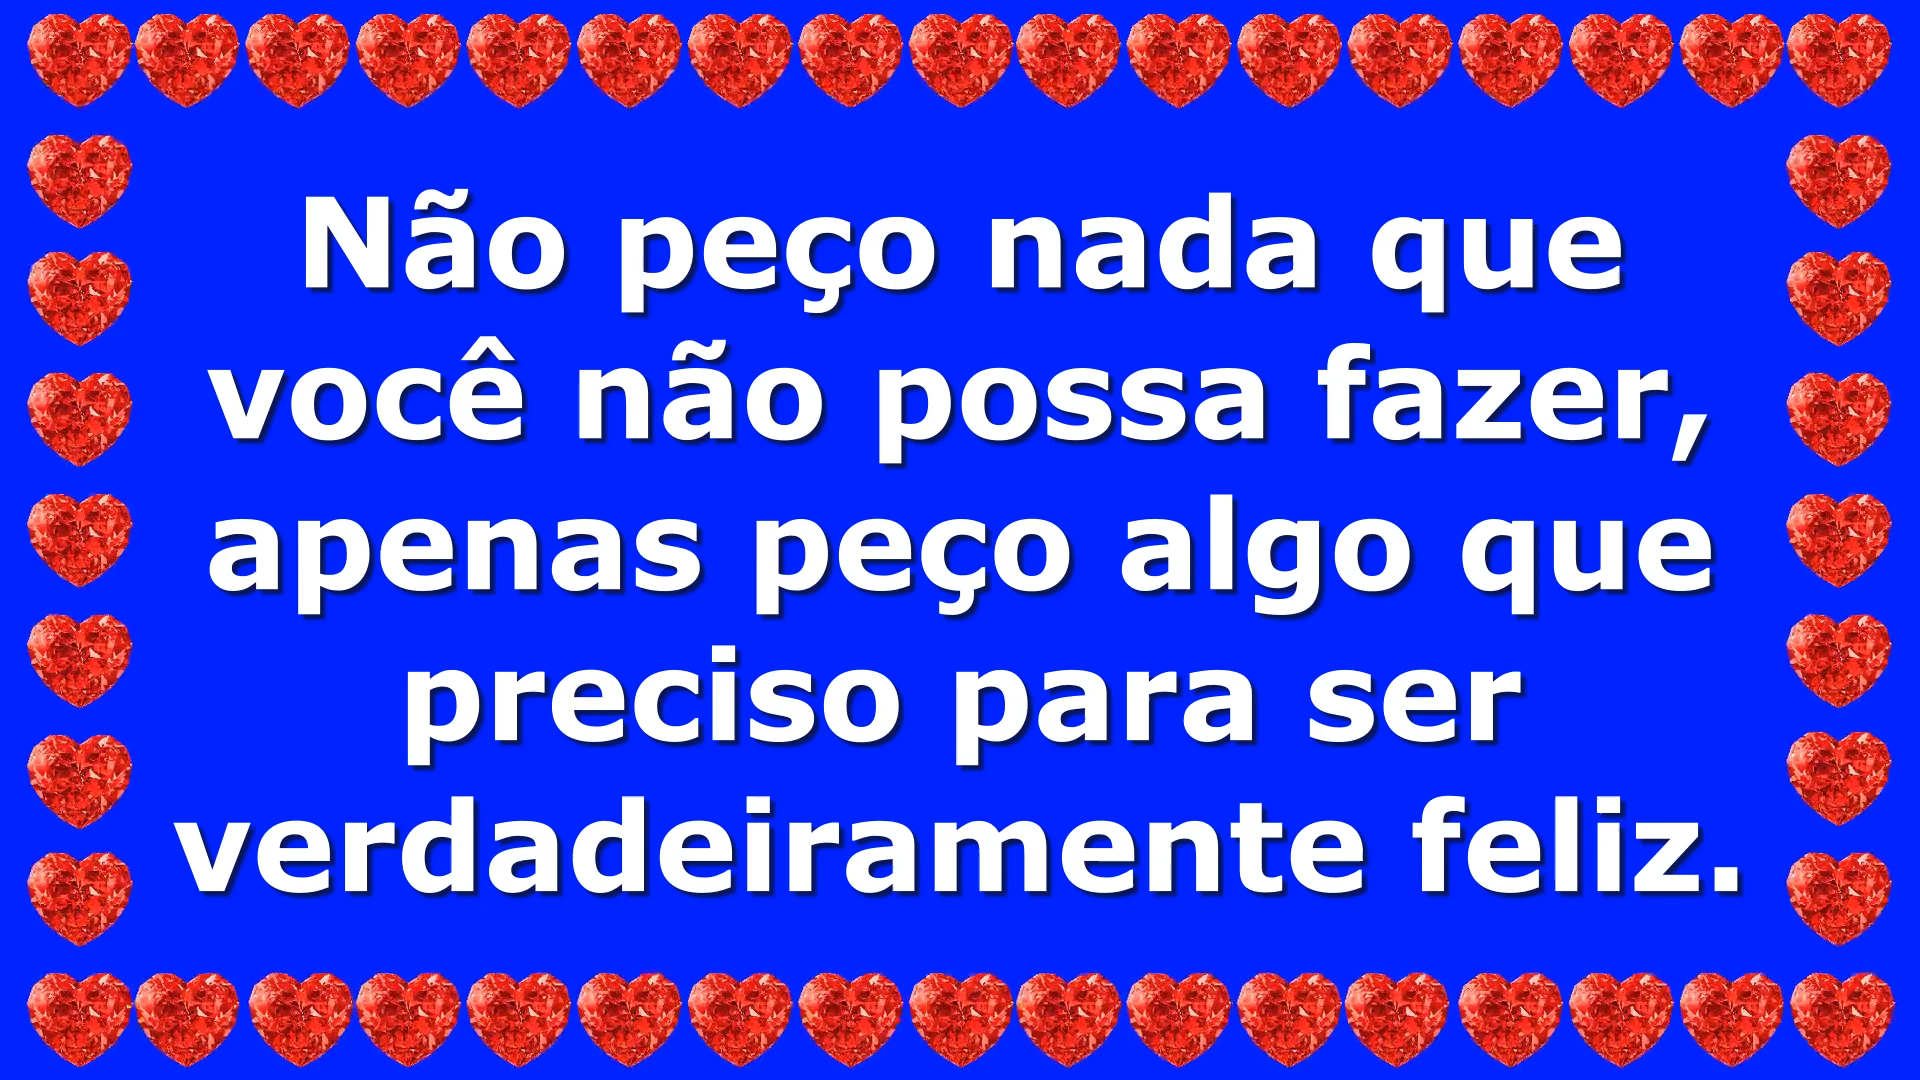 Não peço nada que
você não possa fazer,
apenas peço algo que
preciso para ser
verdadeiramente feliz.